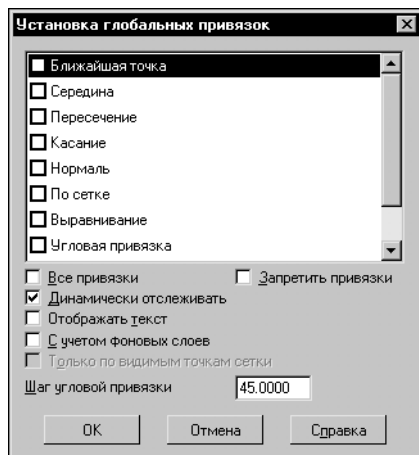 Установка глобальных привязок
Ближайшая точка
Середина
Пересечение
Касание
Нормаль
По сетке
Выравнивание
Угловая привязка
Все привязки Запретить привязки
Динамически отслеживать
Отображать текст
С учетом фоновых слоев
Только по видимым точкам сетки
Шаг угловой привязки 45.0000
OK Отмена Справка